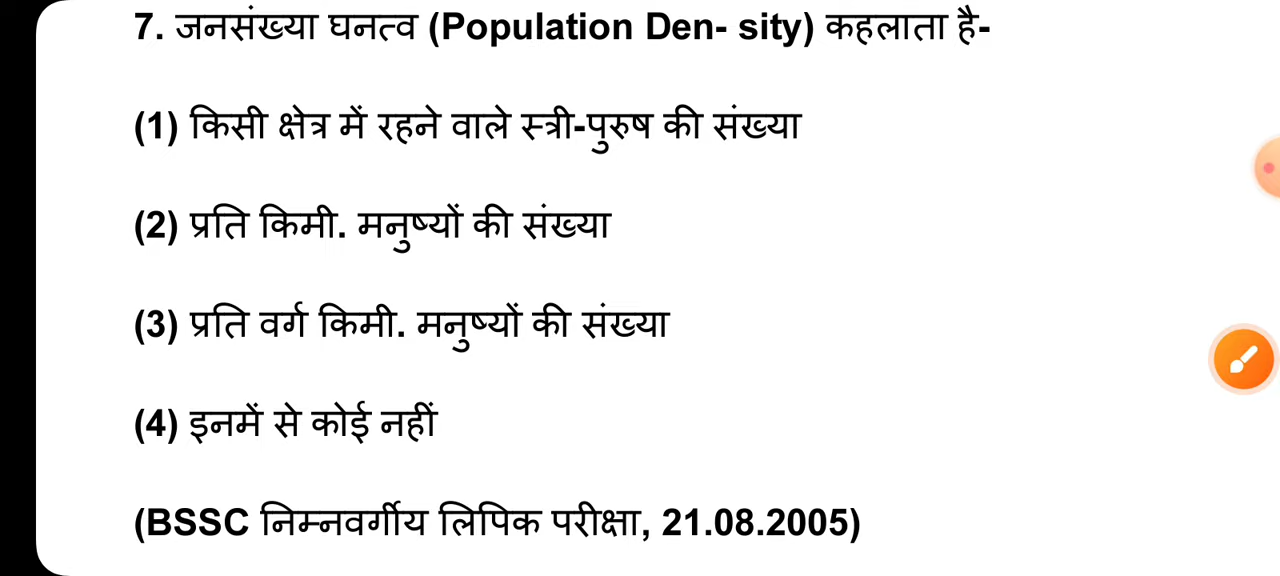 7. जनसंख्या घनत्व (Population Den- sity) कहलाता है-
(1) किसी क्षेत्र में रहने वाले स्त्री-पुरुष की संख्या
(2) प्रति किमी. मनुष्यों की संख्या
(3) प्रति वर्ग किमी. मनुष्यों की संख्या
(4) इनमें से कोई नहीं
(BSSC निम्नवर्गीय लिपिक परीक्षा, 21.08.2005)